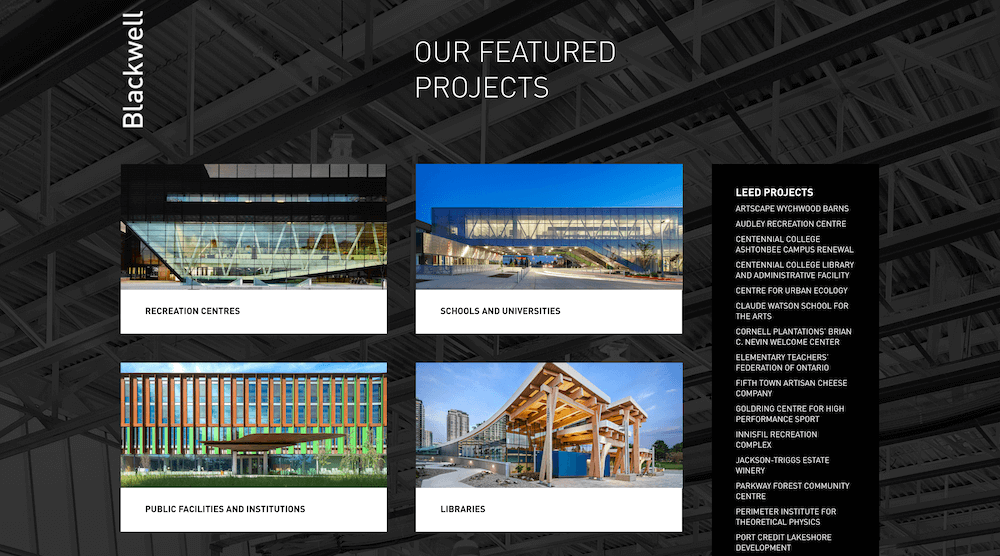 Blackwell
OUR FEATURED
PROJECTS
RECREATION CENTRES
SCHOOLS AND UNIVERSITIES
PUBLIC FACILITIES AND INSTITUTIONS
LIBRARIES
LEED PROJECTS
ARTSCAPE WYCHWOOD BARNS
AUDLEY RECREATION CENTRE
CENTENNIAL COLLEGE
ASHTONBEE CAMPUS RENEWAL
CENTENNIAL COLLEGE LIBRARY
AND ADMINISTRATIVE FACILITY
CENTRE FOR URBAN ECOLOGY
CLAUDE WATSON SCHOOL FOR
THE ARTS
CORNELL PLANTATIONS' BRIAN
C. NEVIN WELCOME CENTER
ELEMENTARY TEACHERS'
FEDERATION OF ONTARIO
FIFTH TOWN ARTISAN CHEESE
COMPANY
GOLDRING CENTRE FOR HIGH
PERFORMANCE SPORT
INNISFIL RECREATION
COMPLEX
JACKSON-TRIGGS ESTATE
WINERY
PARKWAY FOREST COMMUNITY
CENTRE
PERIMETER INSTITUTE FOR
THEORETICAL PHYSICS
PORT CREDIT LAKESHORE
DEVELOPMENT